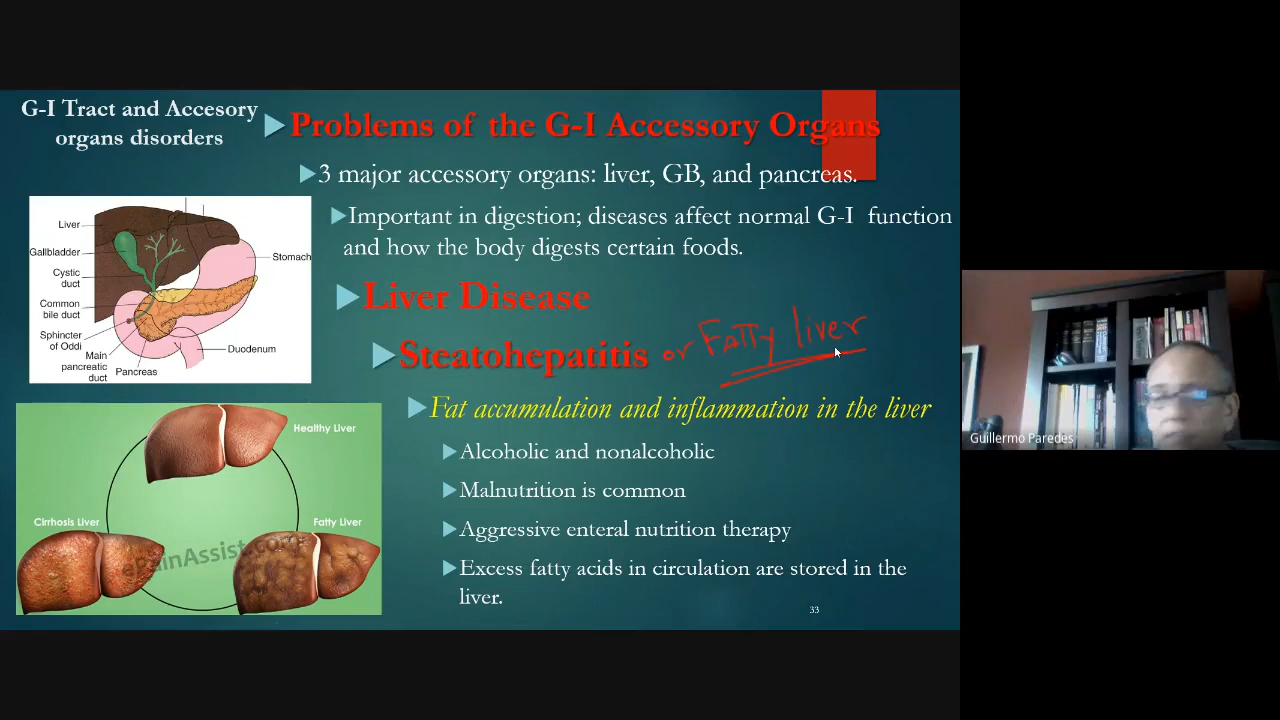 G-I Tract and Accesory
organs disorders
Problems of the G-I Accessory Organs
3 major accessory organs: liver, GB, and pancreas.
Important in digestion; diseases affect normal G-I function
and how the body digests certain foods.
Liver Disease
Steatohepatitis or Fatty liver
Fat accumulation and inflammation in the liver
Alcoholic and nonalcoholic
Malnutrition is common
Aggressive enteral nutrition therapy
Excess fatty acids in circulation are stored in the
liver.
33
Liver
Gallbladder
Cystic
duct
Common
bile duct
Sphincter
of Oddi
Main
pancreatic
duct
Pancreas
Stomach
Duodenum
Healthy Liver
Cirrhosis Liver
Fatty Liver
ePainAssist.com
Guillermo Paredes